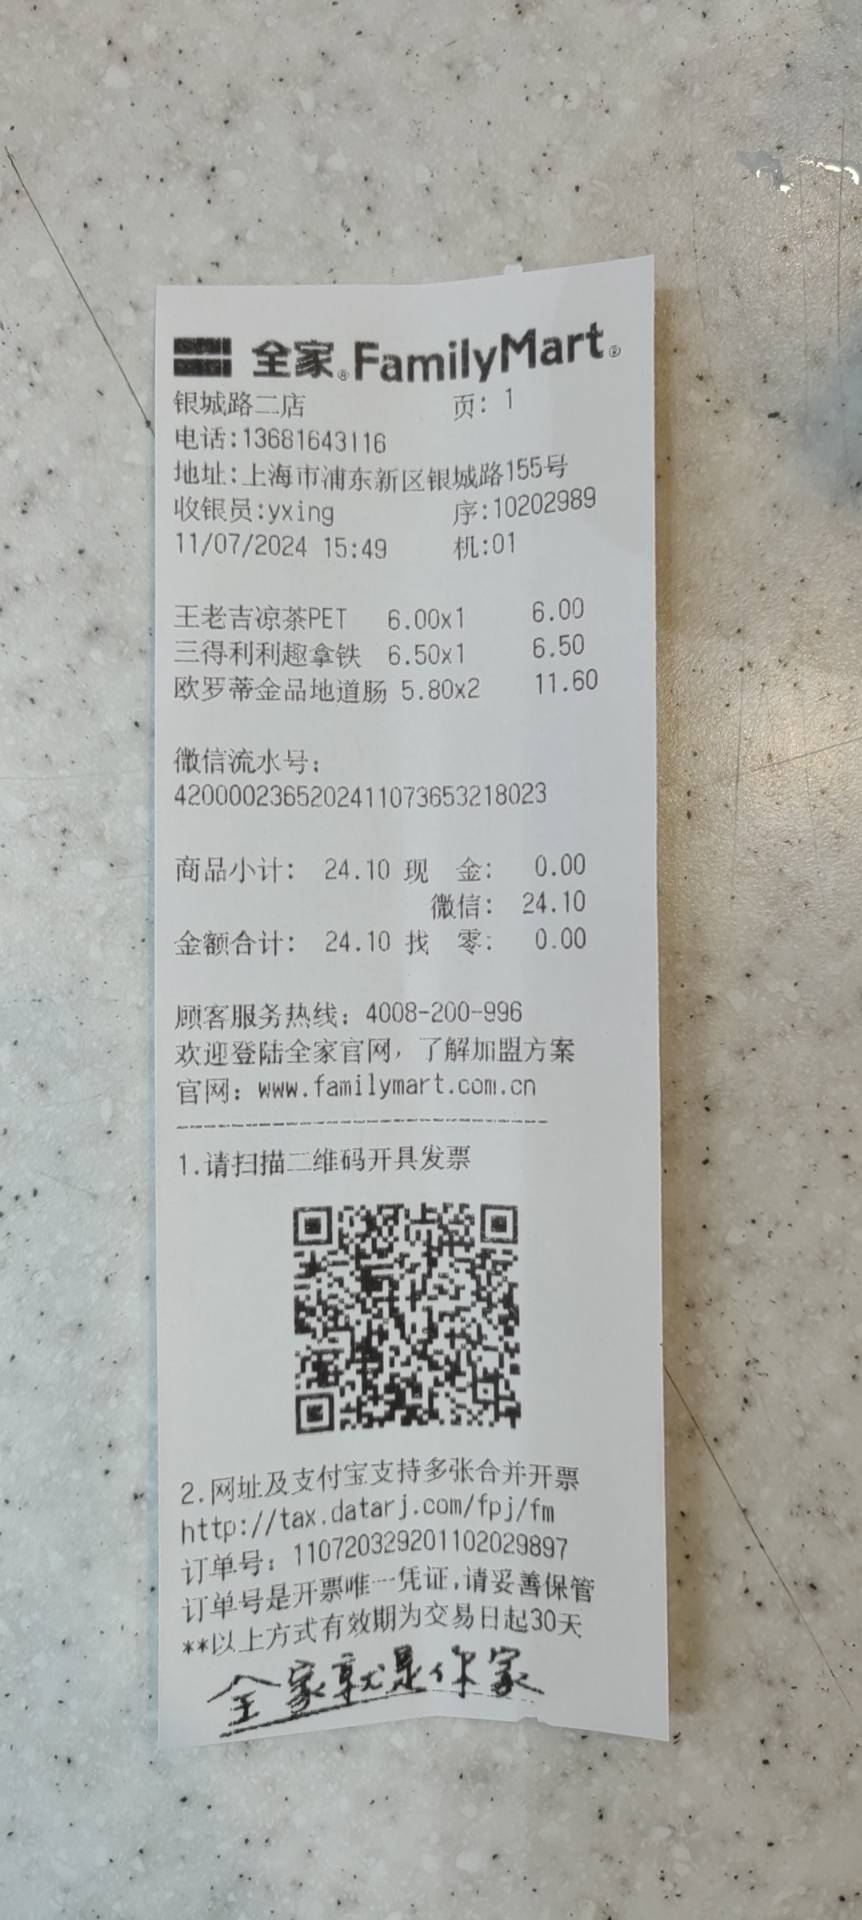 全家® FamilyMart®
银城路二店 页: 1
电话:13681643116
地址:上海市浦东新区银城路155号
收银员:yxing 序:10202989
11/07/2024 15:49 机:01
王老吉凉茶PET 6.00x1 6.00
三得利利趣拿铁 6.50x1 6.50
欧罗蒂金品地道肠 5.80x2 11.60
微信流水号:
4200002365202411073653218023
商品小计: 24.10 现 金: 0.00
微信: 24.10
金额合计: 24.10 找 零: 0.00
顾客服务热线: 4008-200-996
欢迎登陆全家官网，了解加盟方案
官网: www.familymart.com.cn
1.请扫描二维码开具发票
2.网址及支付宝支持多张合并开票
http://tax.datarj.com/fpj/fm
订单号: 110720329201102029897
订单号是开票唯一凭证,请妥善保管
**以上方式有效期为交易日起30天
全家就是你家